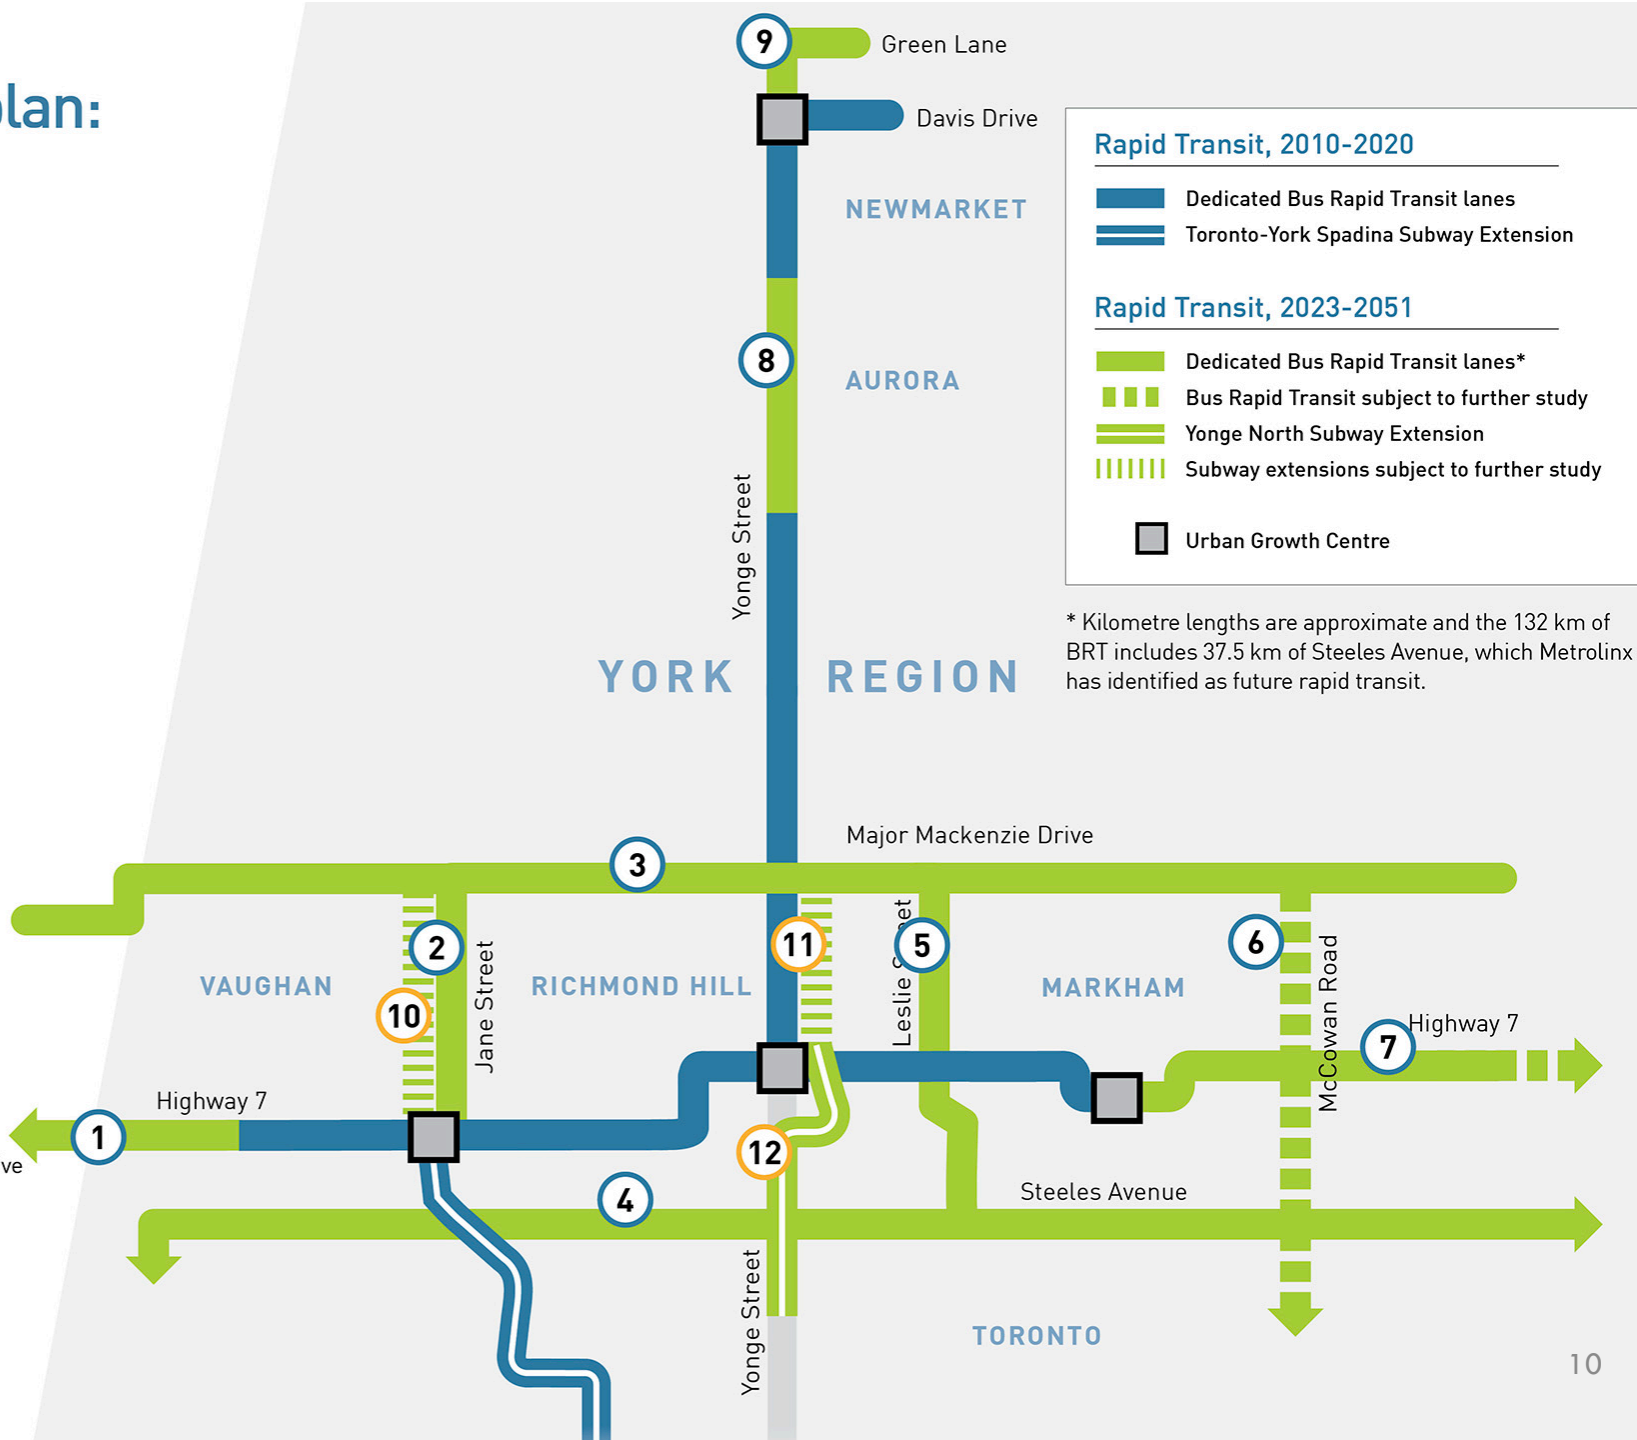 plan:
9
Green Lane
Davis Drive
NEWMARKET
Rapid Transit, 2010-2020
Dedicated Bus Rapid Transit lanes
Toronto-York Spadina Subway Extension
Rapid Transit, 2023-2051
Dedicated Bus Rapid Transit lanes*
Bus Rapid Transit subject to further study
Yonge North Subway Extension
Subway extensions subject to further study
Urban Growth Centre
* Kilometre lengths are approximate and the 132 km of
BRT includes 37.5 km of Steeles Avenue, which Metrolinx
has identified as future rapid transit.
8
AURORA
Yonge Street
YORK REGION
Major Mackenzie Drive
3
2
10
VAUGHAN
Jane Street
RICHMOND HILL
11
Leslie Street
5
MARKHAM
6
McCowan Road
7
Highway 7
Highway 7
1
ve
12
4
Steeles Avenue
Yonge Street
TORONTO
10